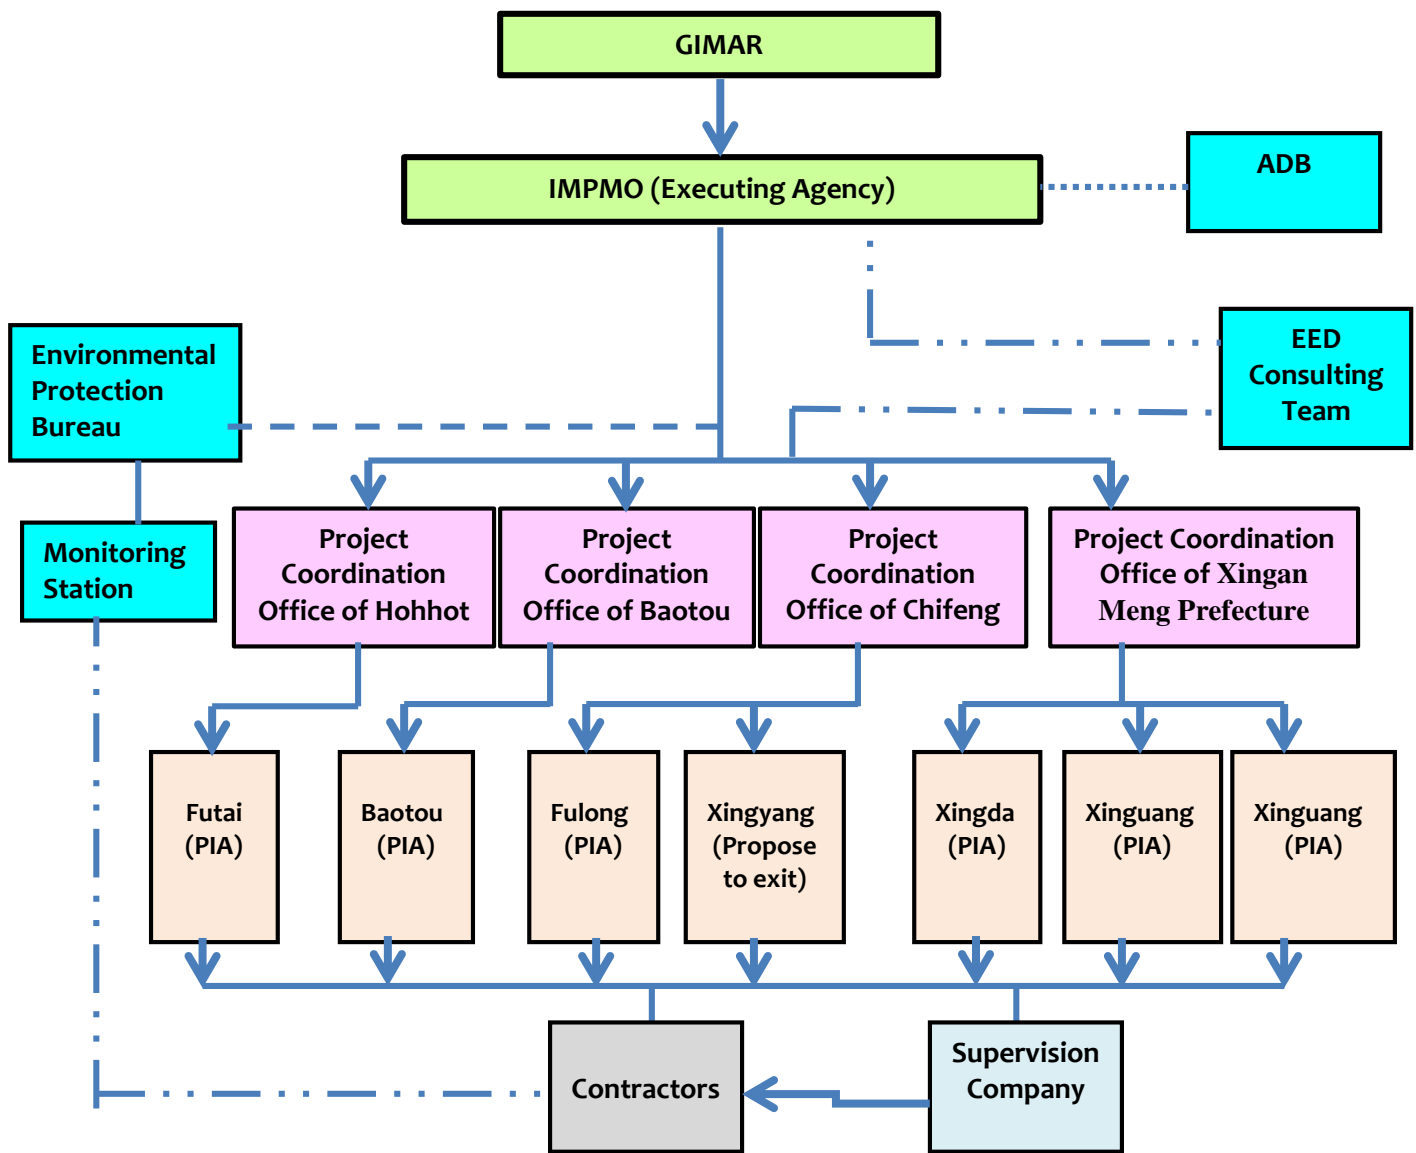 GIMAR
IMPMO (Executing Agency)
ADB
Environmental
Protection
Bureau
EED
Consulting
Team
Monitoring
Station
Project
Coordination
Office of Hohhot
Project
Coordination
Office of Baotou
Project
Coordination
Office of Chifeng
Project Coordination
Office of Xingan
Meng Prefecture
Futai
(PIA)
Baotou
(PIA)
Fulong
(PIA)
Xingyang
(Propose
to exit)
Xingda
(PIA)
Xinguang
(PIA)
Xinguang
(PIA)
Contractors
Supervision
Company